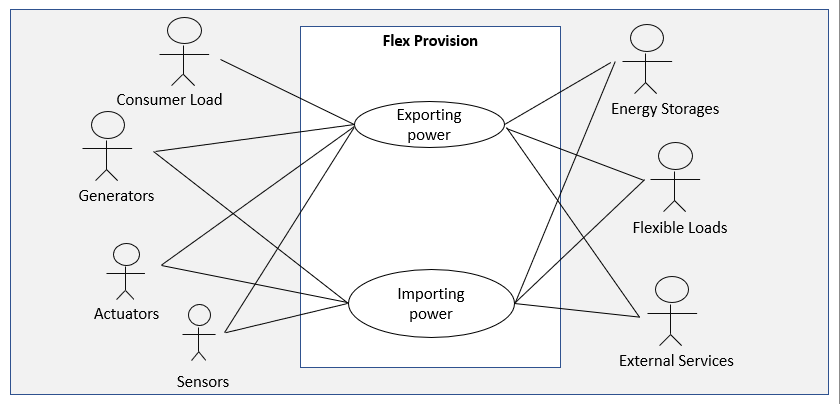 Flex Provision
Consumer Load
Generators
Actuators
Sensors
Exporting
power
Importing
power
Energy Storages
Flexible Loads
External Services